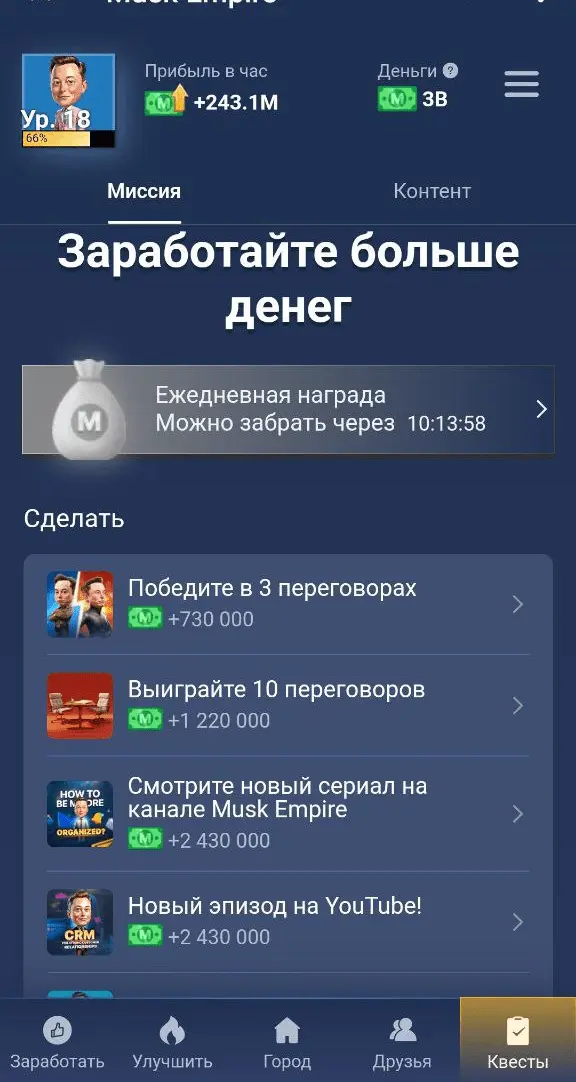 Musk Empire
Прибыль в час
+243.1M
Деньги ?
3B
Ур. 18
66%
Миссия
Контент
Заработайте больше
денег
M
Ежедневная награда
Можно забрать через 10:13:58
Сделать
Победите в 3 переговорах
+730 000
Выиграйте 10 переговоров
+1 220 000
HOW TO
BE MORE
ORGANIZED?
Смотрите новый сериал на
канале Musk Empire
+2 430 000
CRM
Новый эпизод на YouTube!
+2 430 000
Заработать
Улучшить
Город
Друзья
Квесты